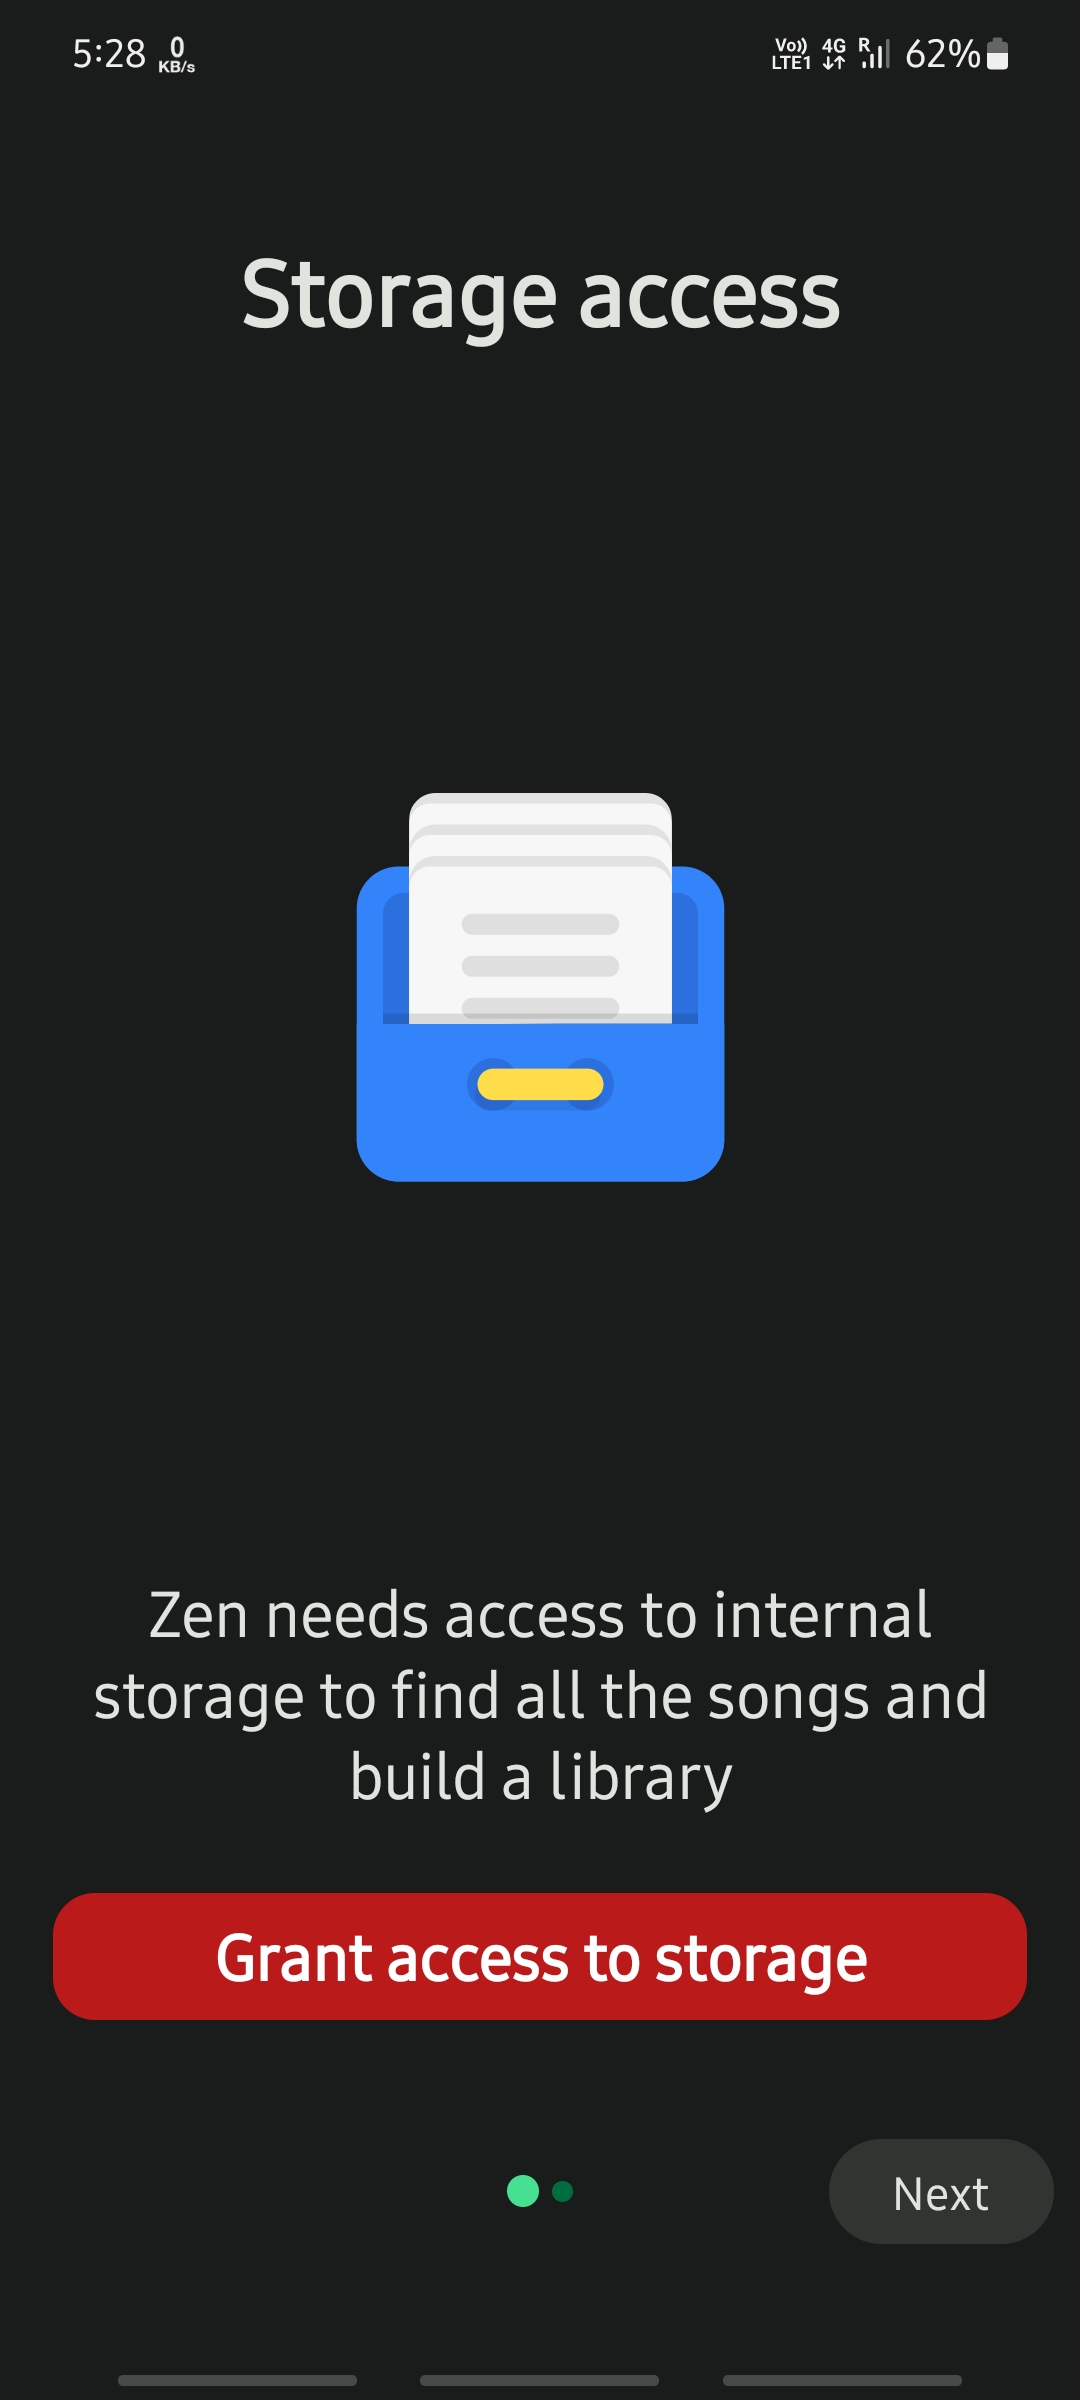 5:28 0 KB/s Vo)) LTE1 4G R 62%
Storage access
Zen needs access to internal
storage to find all the songs and
build a library
Grant access to storage
Next